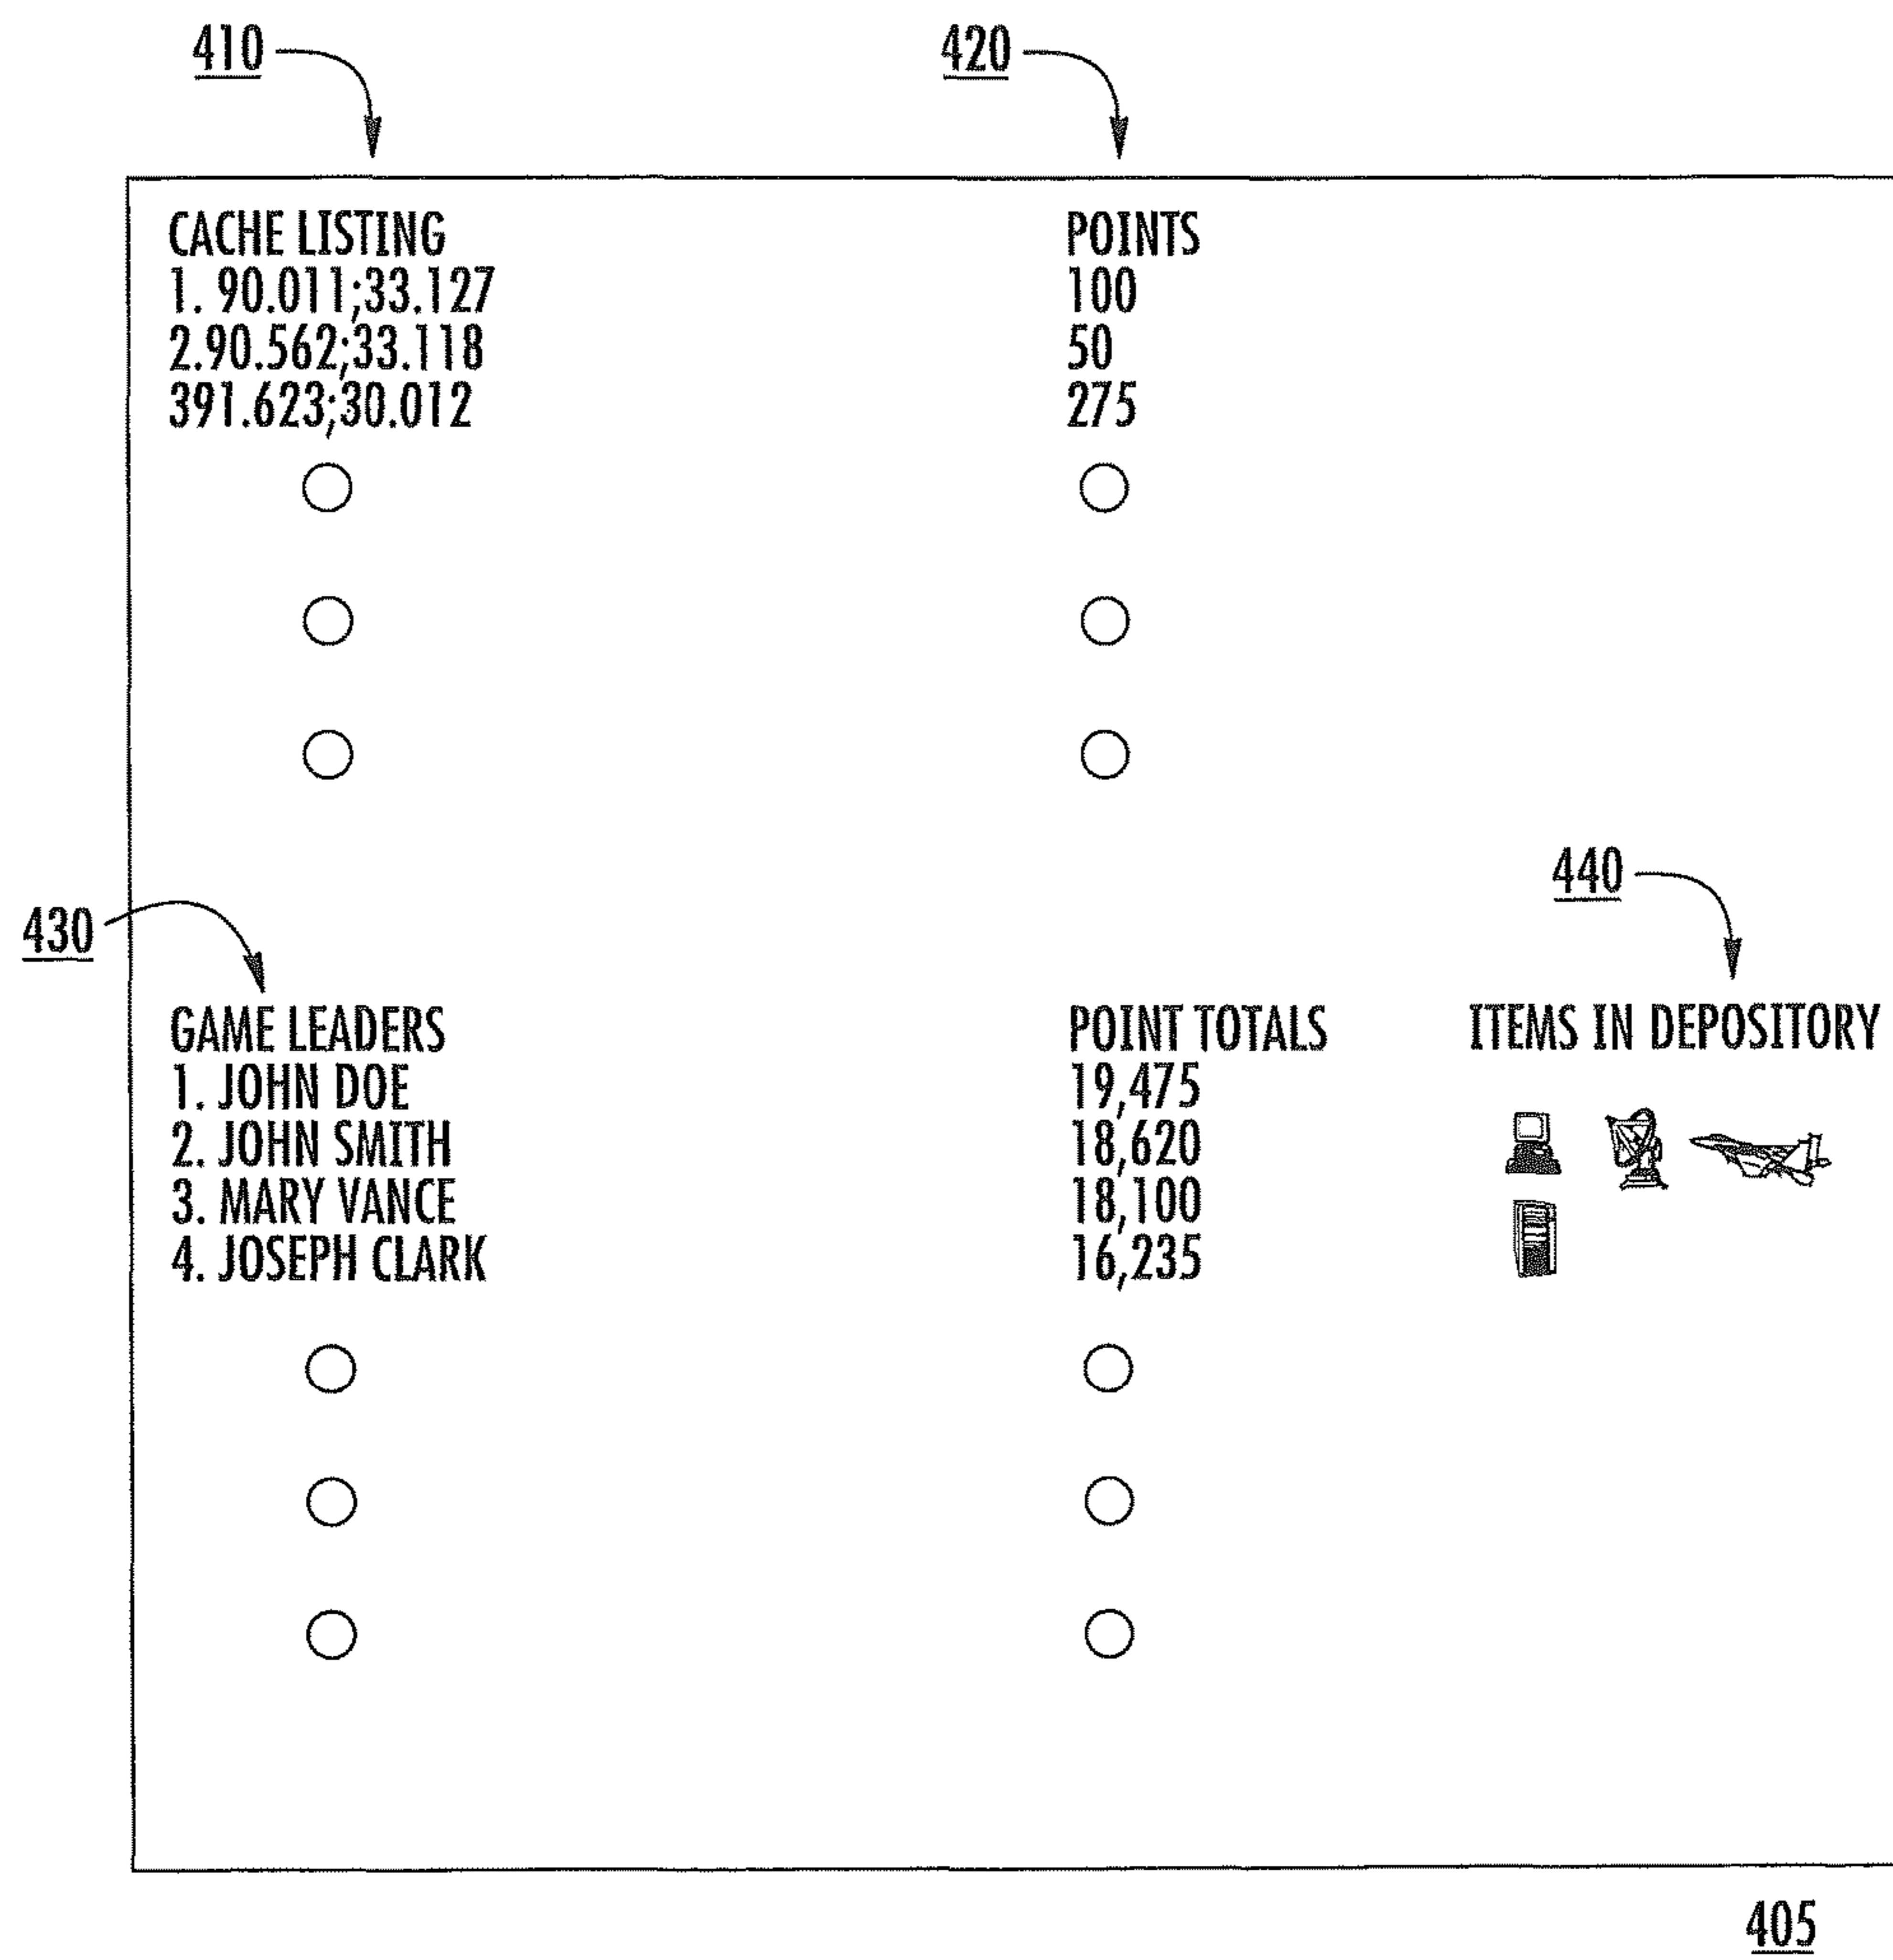 410
420
CACHE LISTING
POINTS
1. 90.011;33.127
100
2.90.562;33.118
50
391.623;30.012
275
440
430
GAME LEADERS
POINT TOTALS
ITEMS IN DEPOSITORY
1. JOHN DOE
19,475
2. JOHN SMITH
18,620
3. MARY VANCE
18,100
4. JOSEPH CLARK
16,235
405